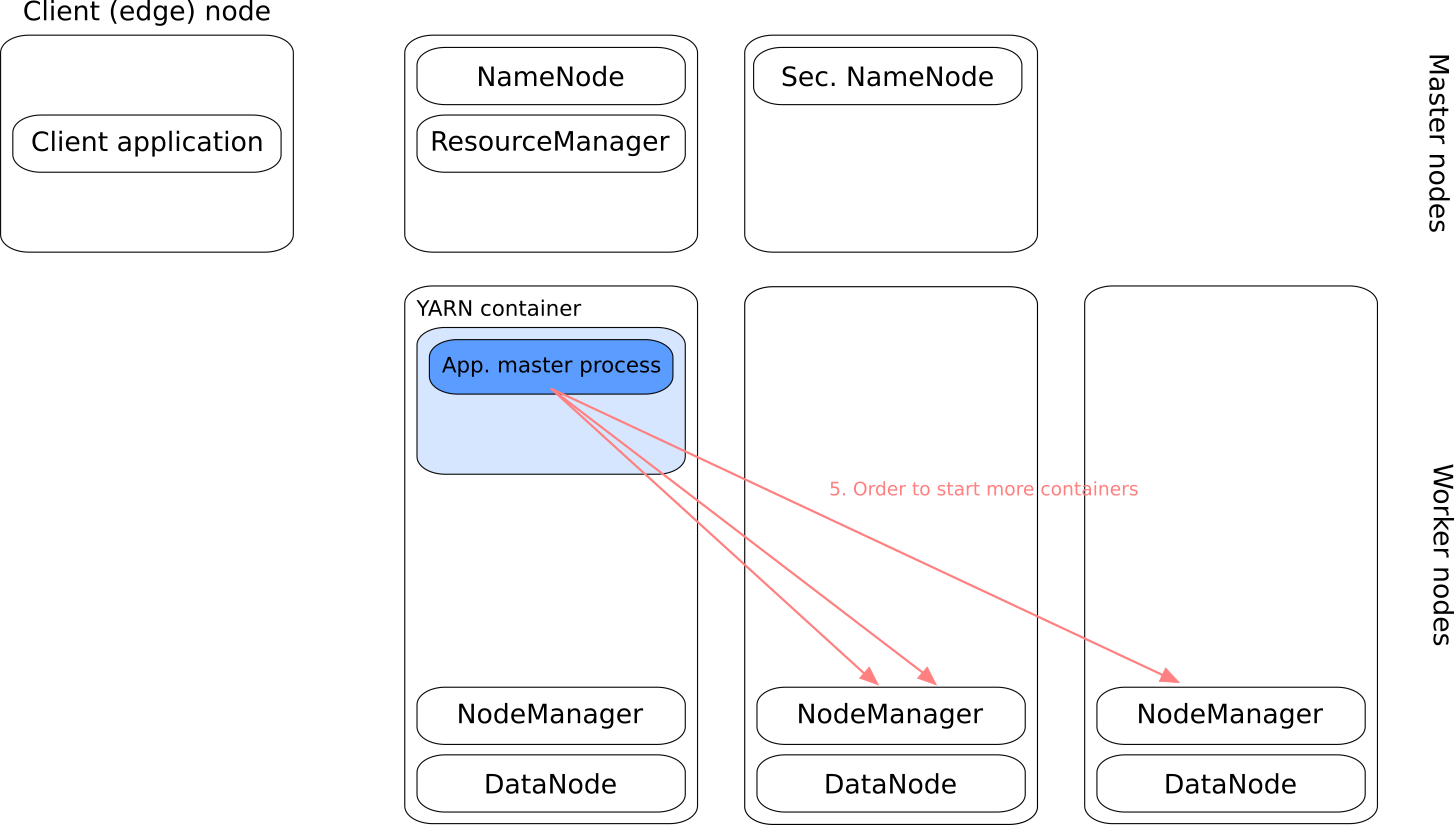 Client (edge) node
Client application
NameNode
ResourceManager
Sec. NameNode
Master nodes
YARN container
App. master process
5. Order to start more containers
NodeManager
DataNode
NodeManager
DataNode
NodeManager
DataNode
Worker nodes